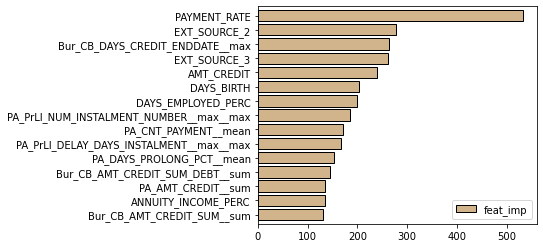 PAYMENT_RATE
EXT_SOURCE_2
Bur_CB_DAYS_CREDIT_ENDDATE__max
EXT_SOURCE_3
AMT_CREDIT
DAYS_BIRTH
DAYS_EMPLOYED_PERC
PA_PrLI_NUM_INSTALMENT_NUMBER__max__max
PA_CNT_PAYMENT__mean
PA_PrLI_DELAY_DAYS_INSTALMENT__max__max
PA_DAYS_PROLONG_PCT__mean
Bur_CB_AMT_CREDIT_SUM_DEBT__sum
PA_AMT_CREDIT__sum
ANNUITY_INCOME_PERC
Bur_CB_AMT_CREDIT_SUM__sum
feat_imp
0 100 200 300 400 500